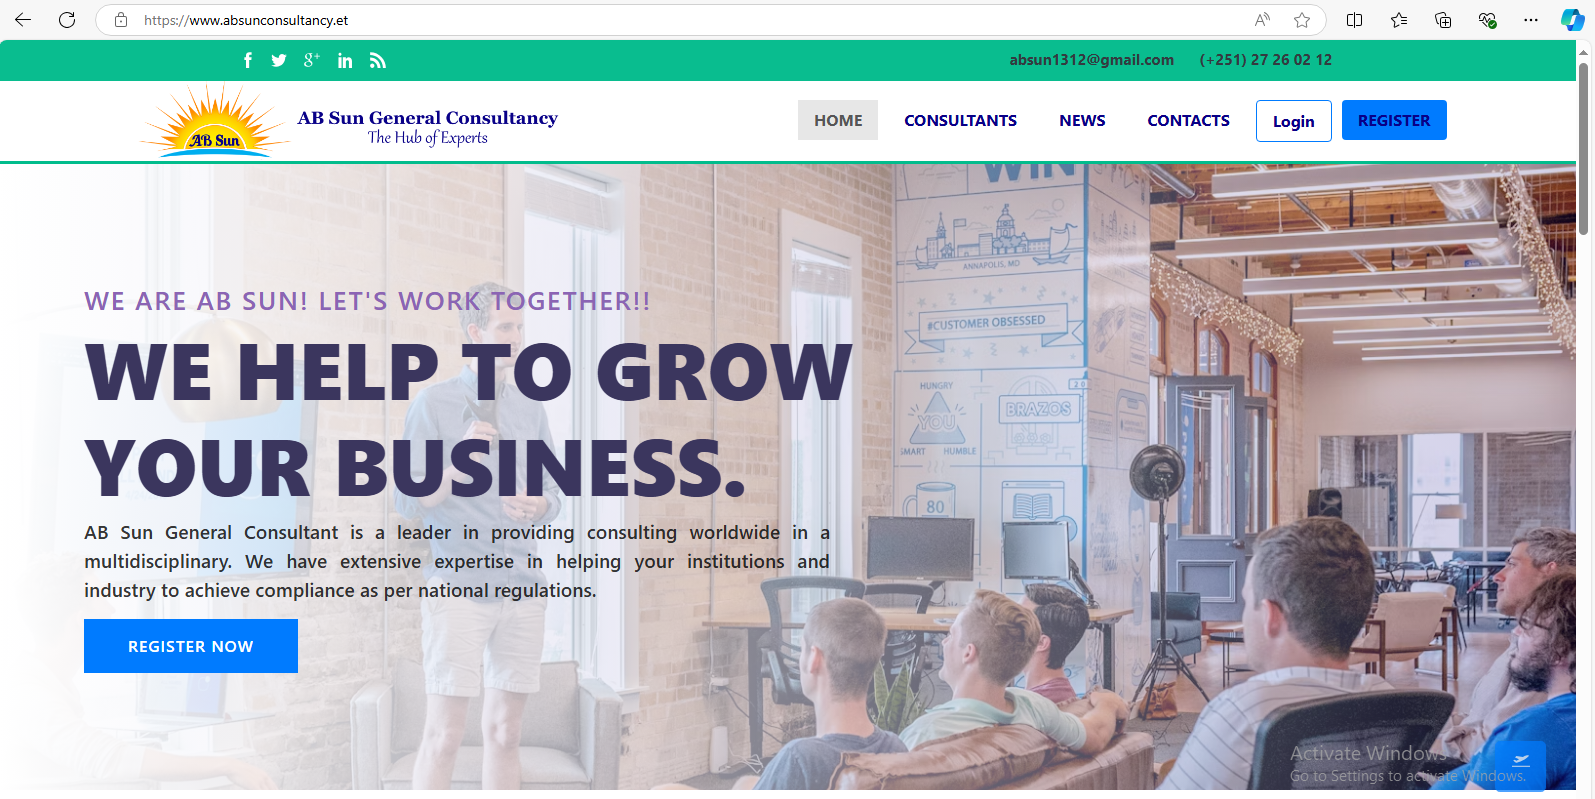 https://www.absunconsultancy.et
absun1312@gmail.com (+251) 27 26 02 12
AB Sun
AB Sun General Consultancy
The Hub of Experts
HOME CONSULTANTS NEWS CONTACTS Login REGISTER
WIN
ANNAPOLIS, MD
#CUSTOMER OBSESSED
HUNGRY
YOU
SMART HUMBLE
BRAZOS
2.0
80
WE ARE AB SUN! LET'S WORK TOGETHER!!
WE HELP TO GROW
YOUR BUSINESS.
AB Sun General Consultant is a leader in providing consulting worldwide in a
multidisciplinary. We have extensive expertise in helping your institutions and
industry to achieve compliance as per national regulations.
REGISTER NOW
Activate Windows
Go to Settings to activate Windows.